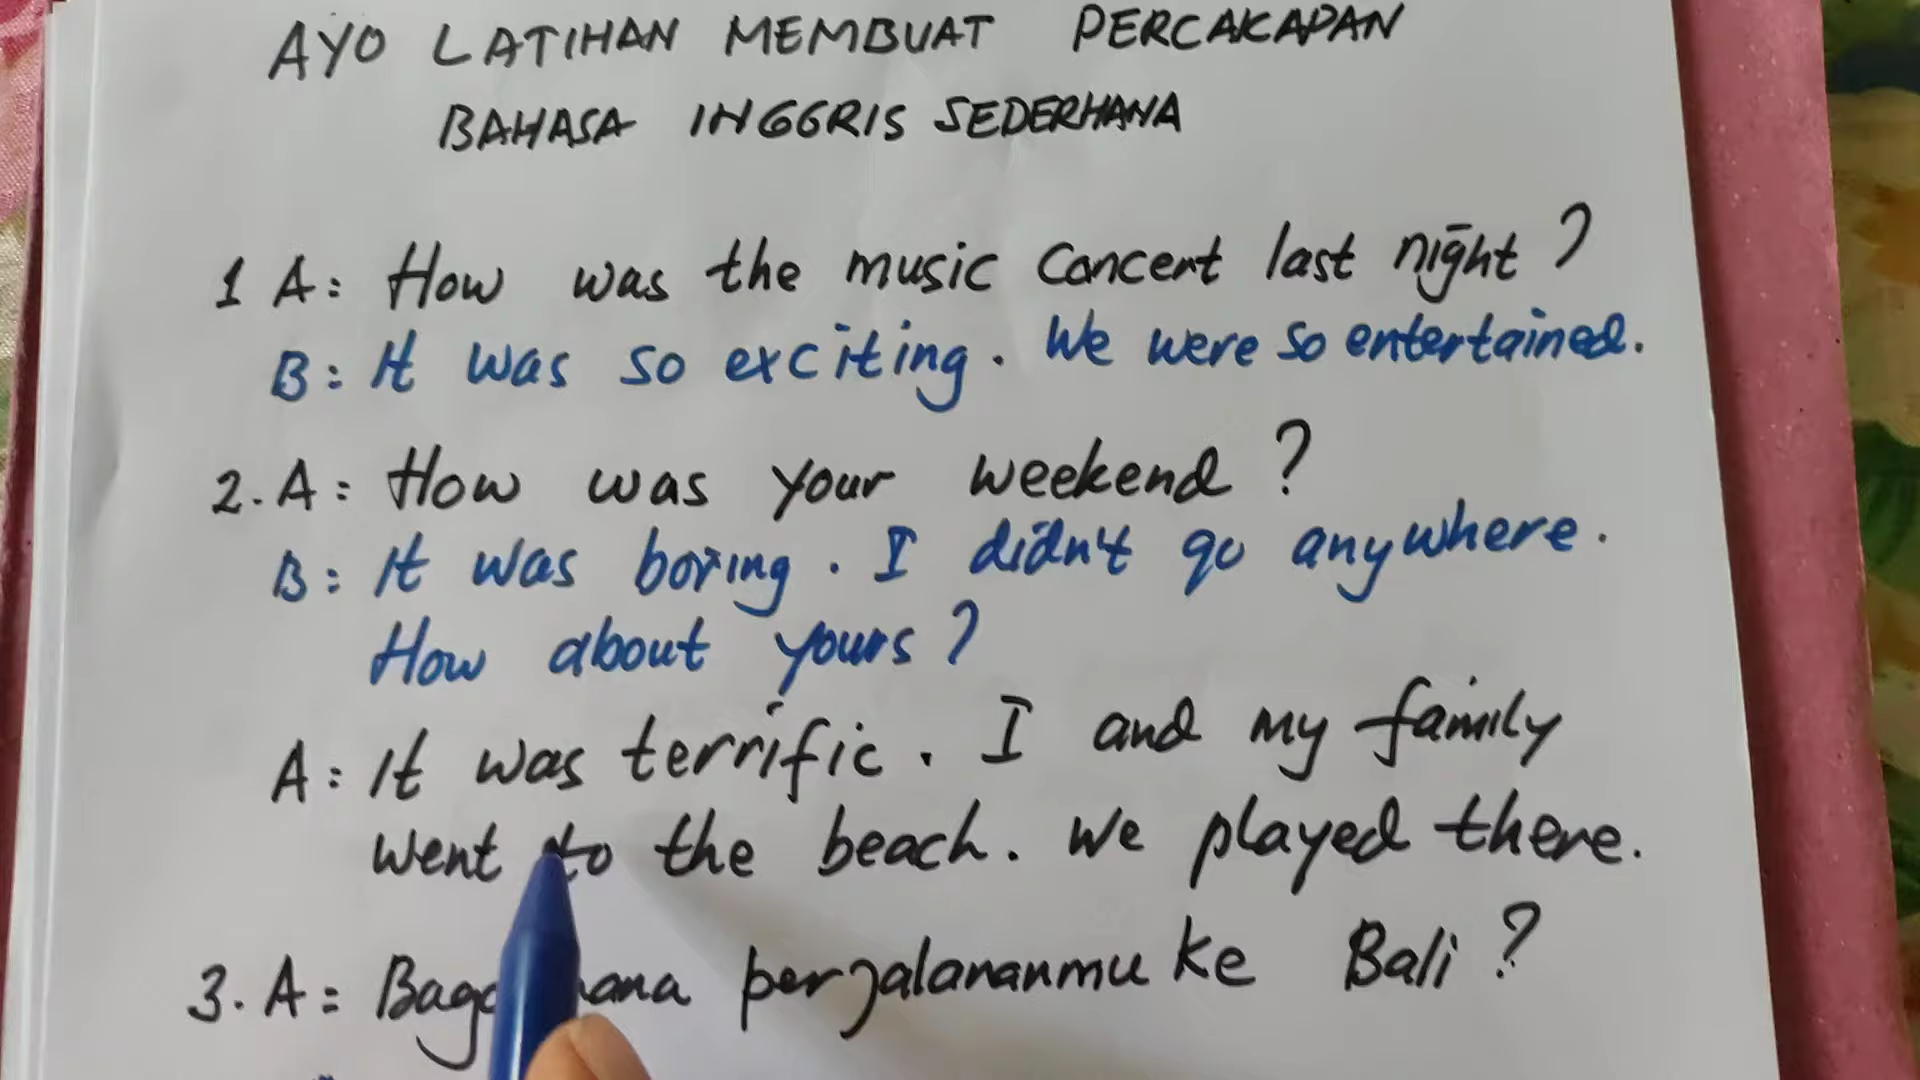 AYO LATIHAN MEMBUAT PERCAKAPAN
BAHASA INGGRIS SEDERHANA
1 A: How was the music concert last night?
B: It was so exciting. We were so entertained.
2. A: How was your weekend?
B: It was boring. I didn't go anywhere.
How about yours?
A: It was terrific. I and my family
went to the beach. We played there.
3. A: perjalananmu ke Bali?